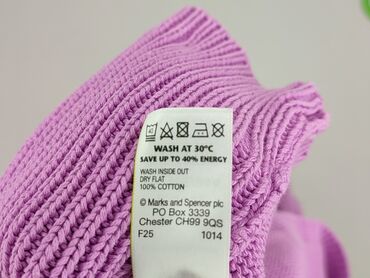 WASH AT 30°C
SAVE UP TO 40% ENERGY
WASH INSIDE OUT
DRY FLAT
100% COTTON
© Marks and Spencer plc
PO Box 3339
Chester CH99 9QS
F25 1014